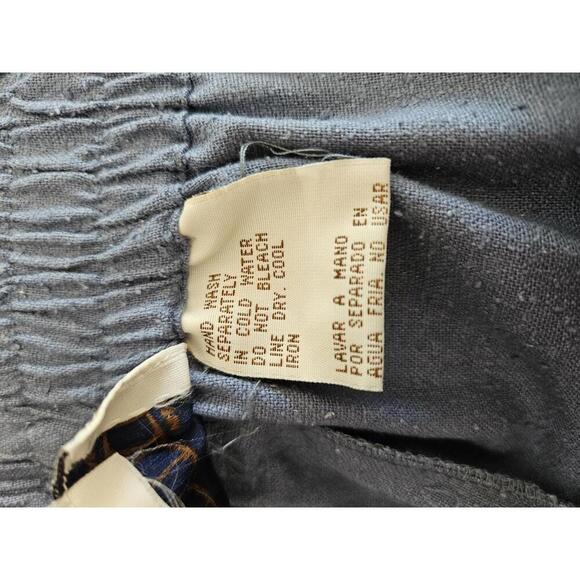 HAND WASH
SEPARATELY
IN COLD WATER
DO NOT BLEACH
LINE DRY. COOL
IRON
LAVAR A MANO
POR SEPARADO EN
AGUA FRIA. NO USAR